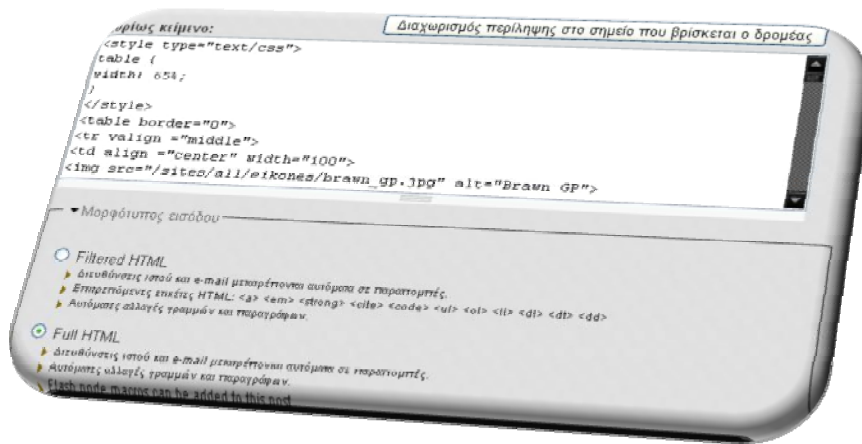 υρίως κείμενο:
Διαχωρισμός περίληψης στο σημείο που βρίσκεται ο δρομέας
<style type="text/css">
table {
width: 65%;
}
</style>
<table border="0">
<tr valign ="middle">
<td align ="center" width="100">
<img src="/sites/all/eikones/brawn_gp.jpg" alt="Brawn GP">
Μορφότυπος εισόδου
Filtered HTML
Διευθύνσεις ιστού και e-mail μετατρέπονται αυτόματα σε παραπομπές.
Επιτρεπόμενες ετικέτες HTML: <a> <em> <strong> <cite> <code> <ul> <ol> <li> <dl> <dt> <dd>
Αυτόματες αλλαγές γραμμών και παραγράφων.
Full HTML
Διευθύνσεις ιστού και e-mail μετατρέπονται αυτόματα σε παραπομπές.
Αυτόματες αλλαγές γραμμών και παραγράφων.
Flash node macros can be added to this post